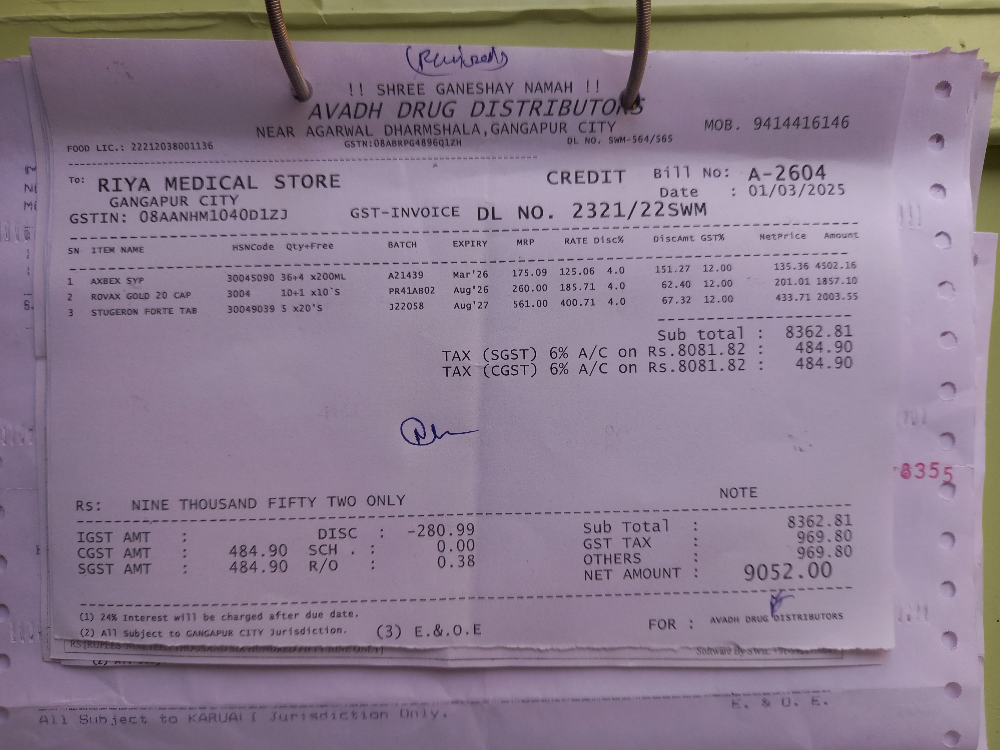 !! SHREE GANESHAY NAMAH !!
AVADH DRUG DISTRIBUTORS
NEAR AGARWAL DHARMSHALA,GANGAPUR CITY MOB. 9414416146
FOOD LIC.: 22212038001136 GSTN:08ABRPG4896Q1ZH DL NO. SWM-564/565
To: RIYA MEDICAL STORE CREDIT Bill No: A-2604
GANGAPUR CITY Date : 01/03/2025
GSTIN: 08AANHM1040D1ZJ GST-INVOICE DL NO. 2321/22SWM
SN ITEM NAME HSNCode Qty+Free BATCH EXPIRY MRP RATE Disc% DiscAmt GST% NetPrice Amount
1 AXBEX SYP 30045090 36+4 x200ML A21439 Mar'26 175.09 125.06 4.0 151.27 12.00 135.36 4502.16
2 ROVAX GOLD 20 CAP 3004 10+1 x10`S PR41AB02 Aug'26 260.00 185.71 4.0 62.40 12.00 201.01 1857.10
3 STUGERON FORTE TAB 30049039 5 x20'S J22058 Aug'27 561.00 400.71 4.0 67.32 12.00 433.71 2003.55
Sub total : 8362.81
TAX (SGST) 6% A/C on Rs.8081.82 : 484.90
TAX (CGST) 6% A/C on Rs.8081.82 : 484.90
8355
Rs: NINE THOUSAND FIFTY TWO ONLY NOTE
IGST AMT : DISC : -280.99 Sub Total : 8362.81
CGST AMT : 484.90 SCH . : 0.00 GST TAX : 969.80
SGST AMT : 484.90 R/O : 0.38 OTHERS : 969.80
NET AMOUNT : 9052.00
(1) 24% Interest will be charged after due date.
(2) All Subject to GANGAPUR CITY Jurisdiction. (3) E.&.O.E FOR : AVADH DRUG DISTRIBUTORS
Software By
E. & O. E.
All Subject to KARUALI Jurisdiction Only.